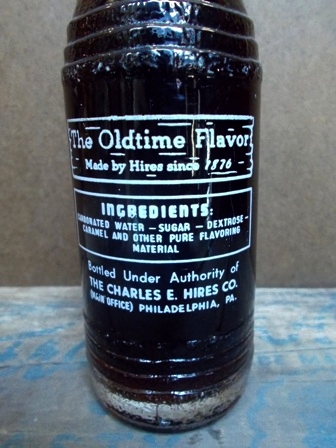 The Oldtime Flavor
Made by Hires since 1876
INGREDIENTS:
CARBONATED WATER – SUGAR – DEXTROSE –
CARAMEL AND OTHER PURE FLAVORING
MATERIAL
Bottled Under Authority of
THE CHARLES E. HIRES CO.
(MAIN OFFICE) PHILADELPHIA, PA.